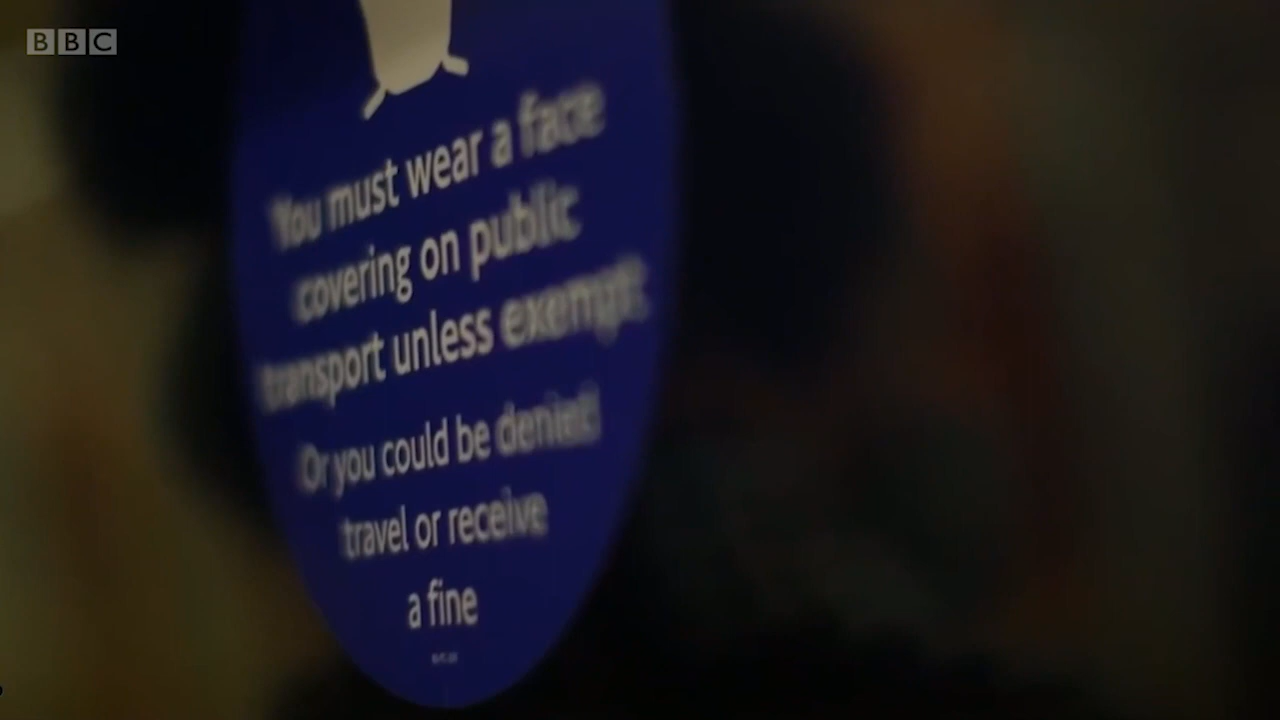 BBC
You must wear a face
covering on public
transport unless exempt
Or you could be denied
travel or receive
a fine